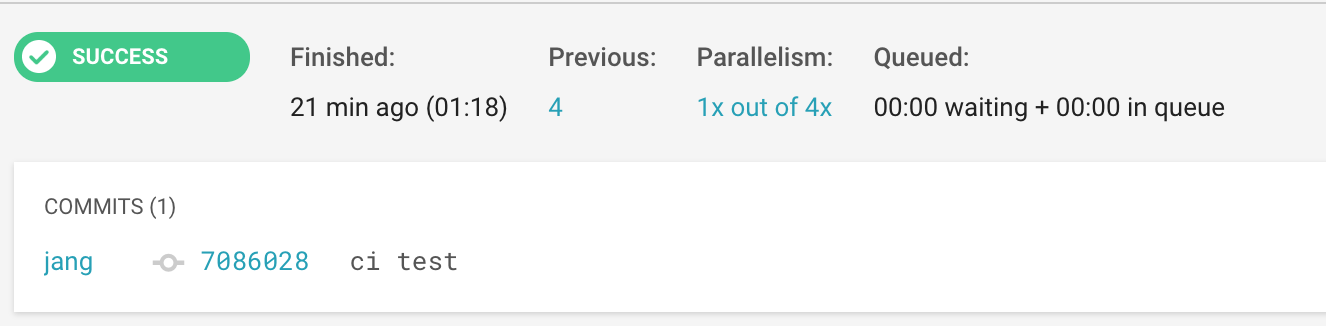 SUCCESS
Finished: Previous: Parallelism: Queued:
21 min ago (01:18) 4 1x out of 4x 00:00 waiting + 00:00 in queue
COMMITS (1)
jang 7086028 ci test